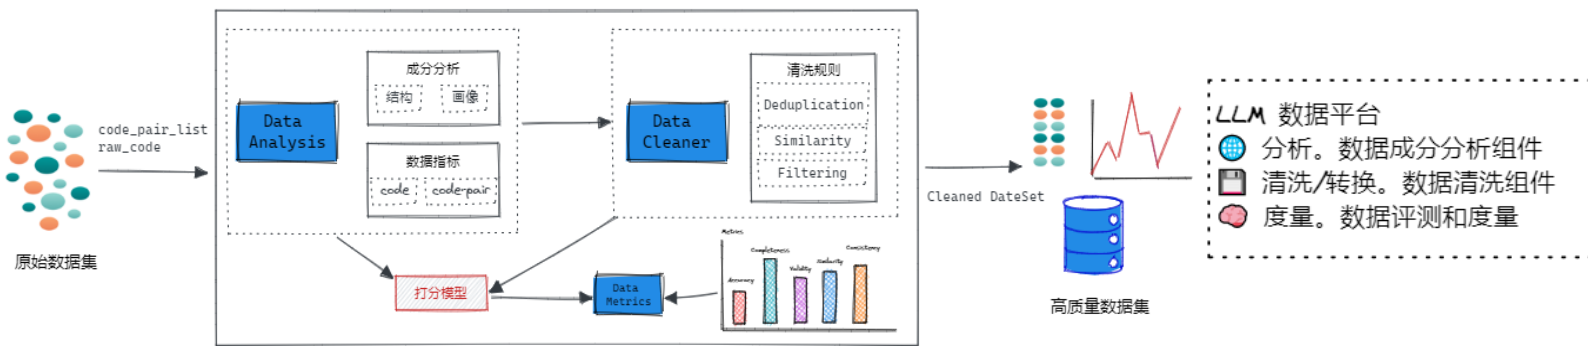 原始数据集
code_pair_list
raw_code
Data
Analysis
成分分析
结构
画像
数据指标
code
code-pair
Data
Cleaner
清洗规则
Deduplication
Similarity
Filtering
打分模型
Data
Metrics
Metrics
Accuracy
Completeness
Validity
Similarity
Consistency
Cleaned DateSet
高质量数据集
LLM 数据平台
分析。数据成分分析组件
清洗/转换。数据清洗组件
度量。数据评测和度量